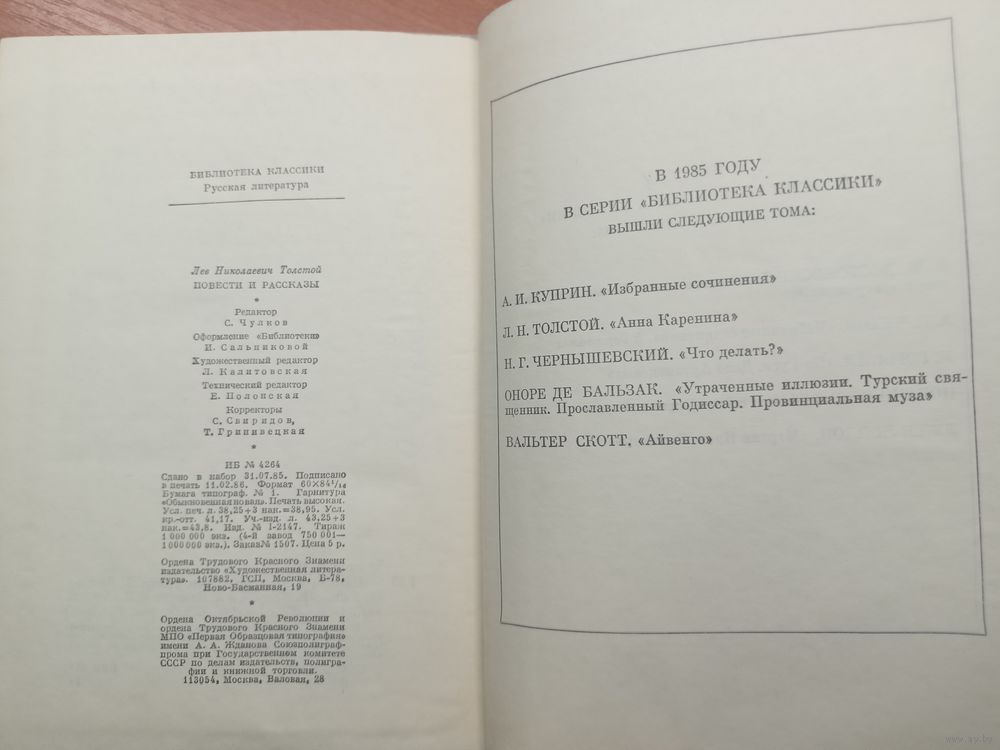 БИБЛИОТЕКА КЛАССИКИ
Русская литература
Лев Николаевич Толстой
ПОВЕСТИ И РАССКАЗЫ
*
Редактор
С. Чулков
Оформление «Библиотеки»
И. Сальниковой
Художественный редактор
Л. Калитовская
Технический редактор
Е. Полонская
Корректоры
С. Свиридов,
Т. Гринивецкая
*
ИБ № 4264
Сдано в набор 31.07.85. Подписано
в печать 11.02.86. Формат 60×84¹/₁₆
Бумага типограф. № 1. Гарнитура
«Обыкновенная новая». Печать высокая.
Усл. печ. л. 38,25+3 нак.=38,95. Усл.
кр.-отт. 41,17. Уч.-изд. л. 43,25+3
нак.=43,8. Изд. № I-2147. Тираж
1 000 000 экз. (4-й завод 750 001—
1 000 000 экз.). Заказ № 1507. Цена 5 р.
Ордена Трудового Красного Знамени
издательство «Художественная литера-
тура». 107882, ГСП, Москва, Б-78,
Ново-Басманная, 19
*
Ордена Октябрьской Революции и
ордена Трудового Красного Знамени
МПО «Первая Образцовая типография»
имени А. А. Жданова Союзполиграф-
прома при Государственном комитете
СССР по делам издательств, полигра-
фии и книжной торговли.
113054, Москва, Валовая, 28
В 1985 ГОДУ
В СЕРИИ «БИБЛИОТЕКА КЛАССИКИ»
ВЫШЛИ СЛЕДУЮЩИЕ ТОМА:
А. И. КУПРИН. «Избранные сочинения»
Л. Н. ТОЛСТОЙ. «Анна Каренина»
Н. Г. ЧЕРНЫШЕВСКИЙ. «Что делать?»
ОНОРЕ ДЕ БАЛЬЗАК. «Утраченные иллюзии. Турский свя-
щенник. Прославленный Годиссар. Провинциальная муза»
ВАЛЬТЕР СКОТТ. «Айвенго»